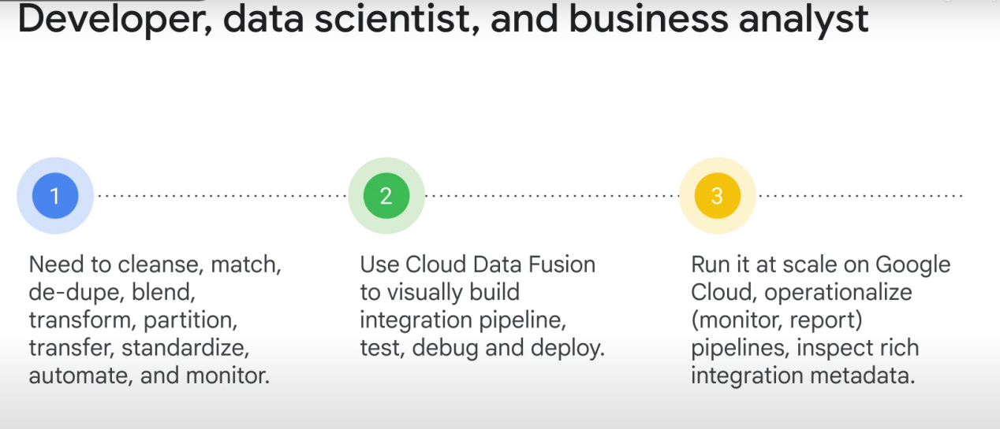 Developer, data scientist, and business analyst
1
2
3
Need to cleanse, match,
de-dupe, blend,
transform, partition,
transfer, standardize,
automate, and monitor.
Use Cloud Data Fusion
to visually build
integration pipeline,
test, debug and deploy.
Run it at scale on Google
Cloud, operationalize
(monitor, report)
pipelines, inspect rich
integration metadata.